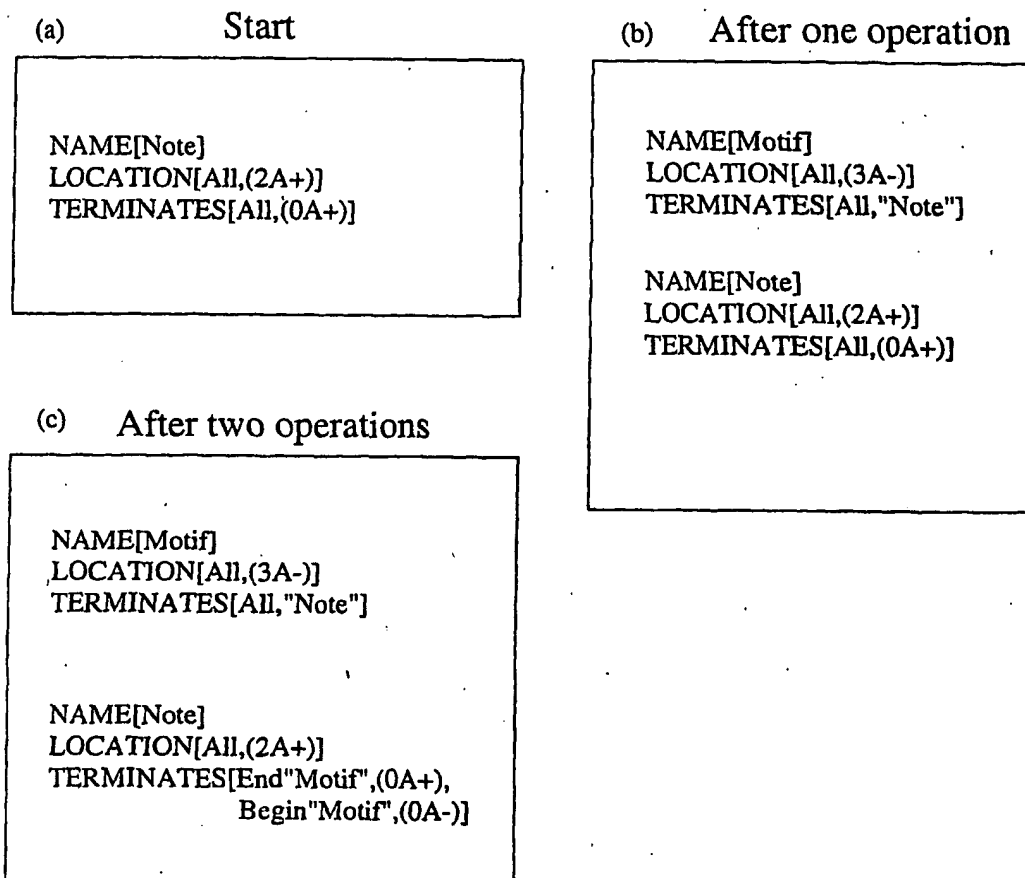 (a) Start
NAME[Note]
LOCATION[All,(2A+)]
TERMINATES[All,(0A+)]
(b) After one operation
NAME[Motif]
LOCATION[All,(3A-)]
TERMINATES[All,"Note"]
NAME[Note]
LOCATION[All,(2A+)]
TERMINATES[All,(0A+)]
(c) After two operations
NAME[Motif]
LOCATION[All,(3A-)]
TERMINATES[All,"Note"]
NAME[Note]
LOCATION[All,(2A+)]
TERMINATES[End"Motif",(0A+),
Begin"Motif",(0A-)]